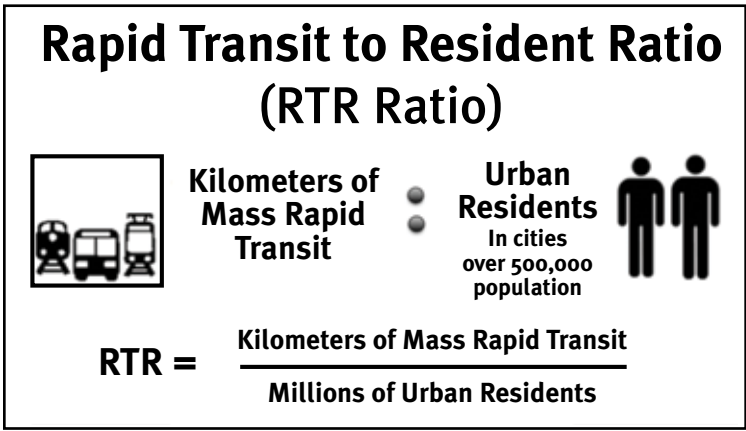 Rapid Transit to Resident Ratio
(RTR Ratio)
Kilometers of
Mass Rapid
Transit
:
Urban
Residents
In cities
over 500,000
population
RTR =
Kilometers of Mass Rapid Transit
Millions of Urban Residents